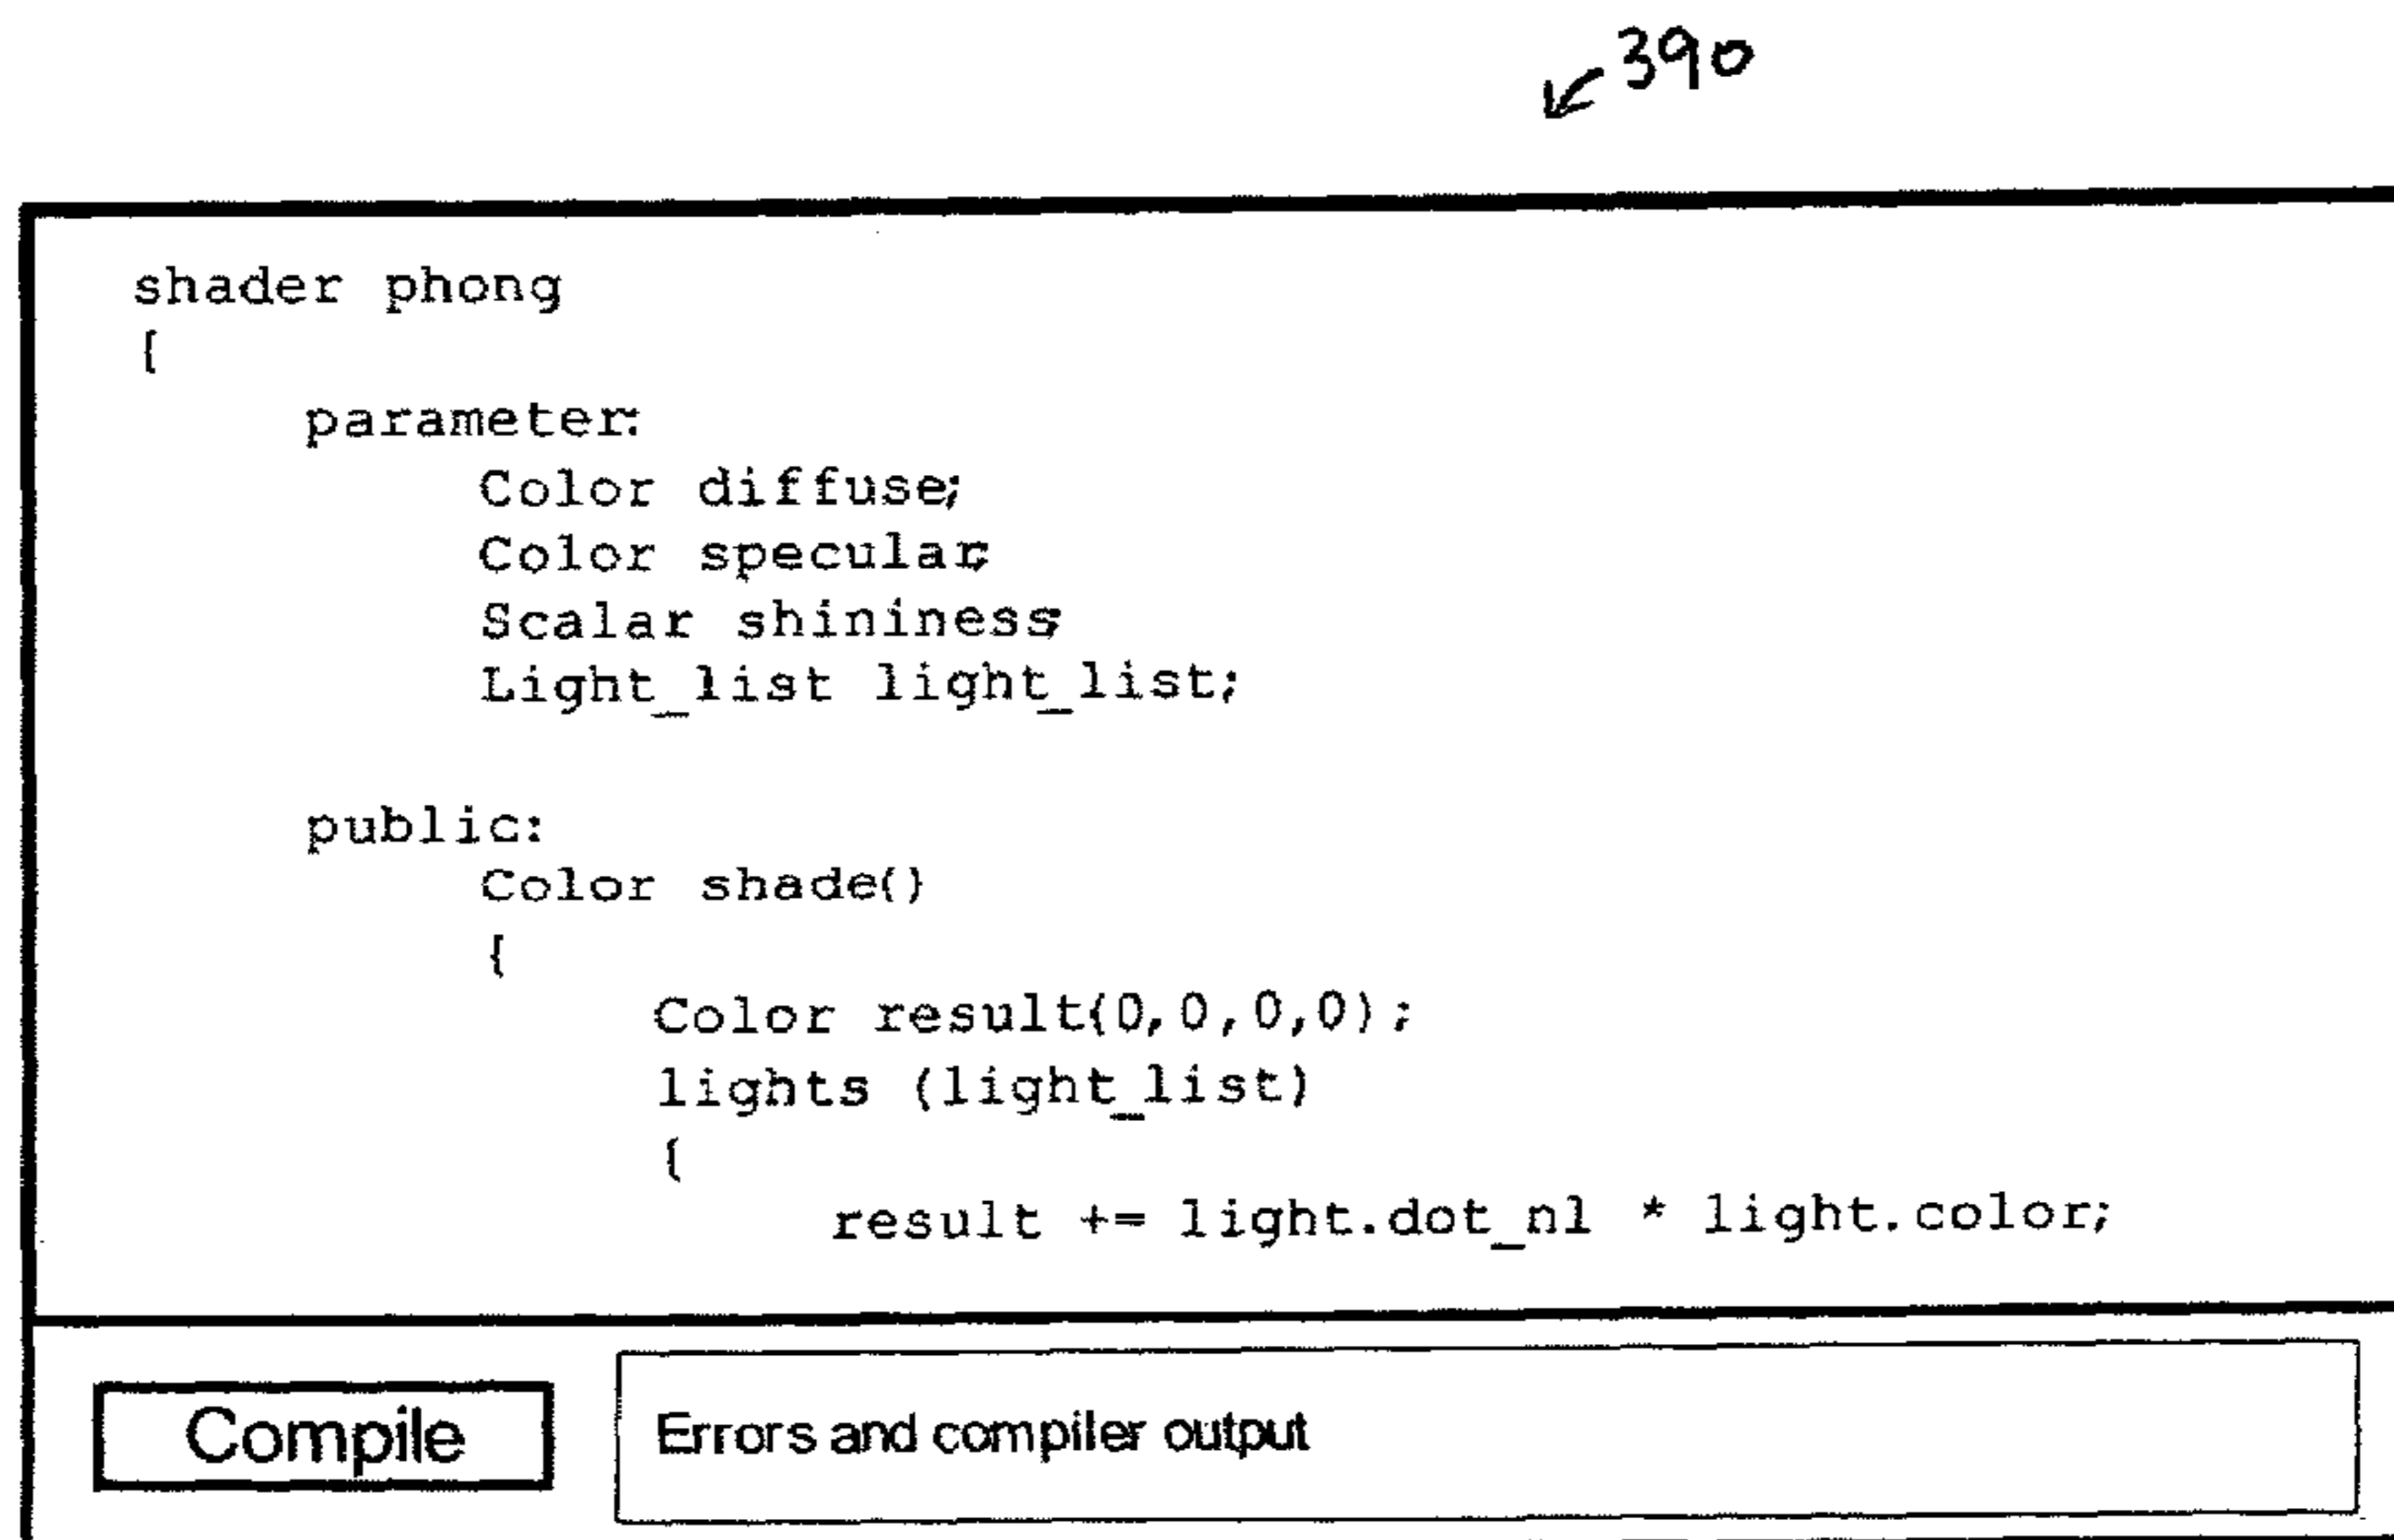 390
shader phong
{
parameter:
Color diffuse;
Color specular;
Scalar shininess;
Light_list light_list;
public:
Color shade()
{
Color result(0,0,0,0);
lights (light_list)
{
result += light.dot_nl * light.color;
Compile
Errors and compiler output